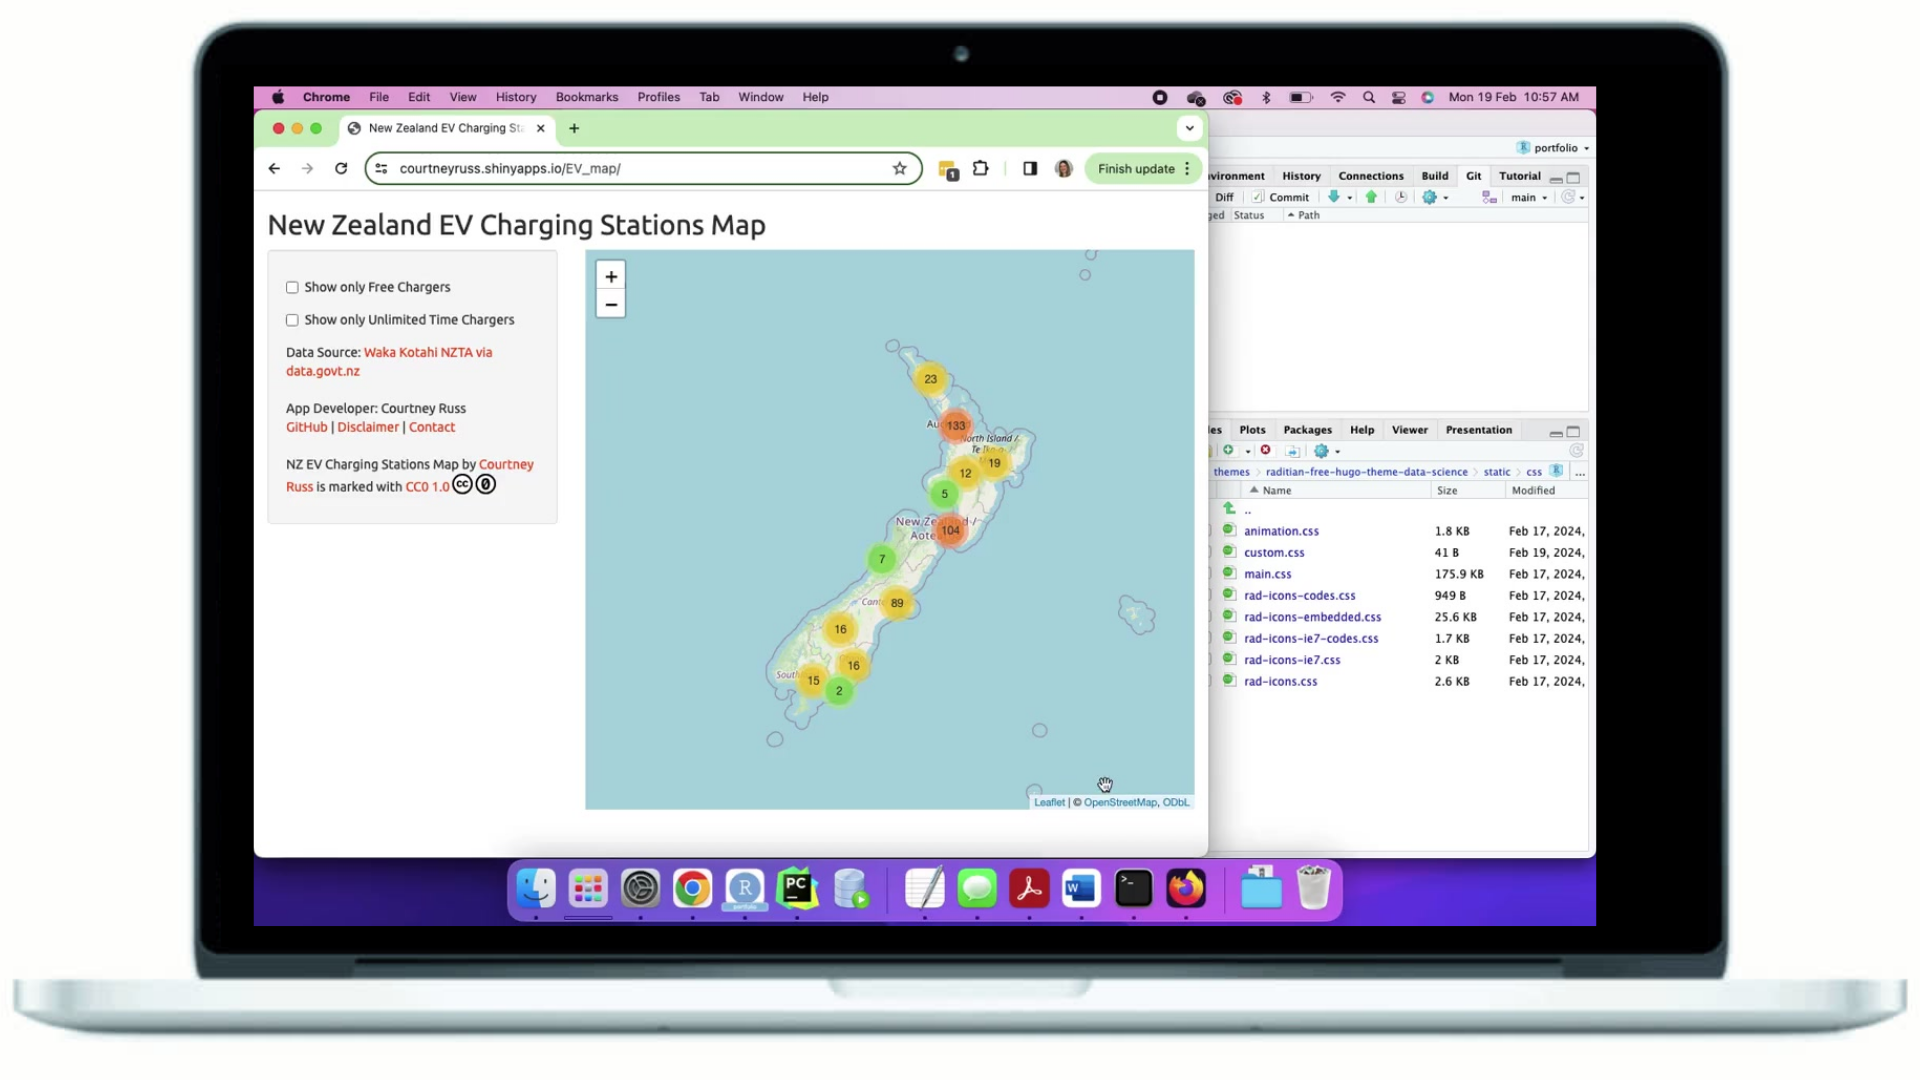 Chrome File Edit View History Bookmarks Profiles Tab Window Help Mon 19 Feb 10:57 AM
New Zealand EV Charging Sta
portfolio
courtneyruss.shinyapps.io/EV_map/
1
Finish update
vironment History Connections Build Git Tutorial
Diff Commit main
ged Status Path
New Zealand EV Charging Stations Map
Show only Free Chargers
Show only Unlimited Time Chargers
Data Source: Waka Kotahi NZTA via
data.govt.nz
App Developer: Courtney Russ
GitHub | Disclaimer | Contact
NZ EV Charging Stations Map by Courtney
Russ is marked with CC0 1.0
+
−
23
133
North Island /
12
19
5
New Zealand /
104
7
89
16
16
15
2
Leaflet | © OpenStreetMap, ODbL
les Plots Packages Help Viewer Presentation
themes raditian-free-hugo-theme-data-science static css ...
Name Size Modified
..
animation.css 1.8 KB Feb 17, 2024,
custom.css 41 B Feb 19, 2024,
main.css 175.9 KB Feb 17, 2024,
rad-icons-codes.css 949 B Feb 17, 2024,
rad-icons-embedded.css 25.6 KB Feb 17, 2024,
rad-icons-ie7-codes.css 1.7 KB Feb 17, 2024,
rad-icons-ie7.css 2 KB Feb 17, 2024,
rad-icons.css 2.6 KB Feb 17, 2024,
R
portfolio
PC
W